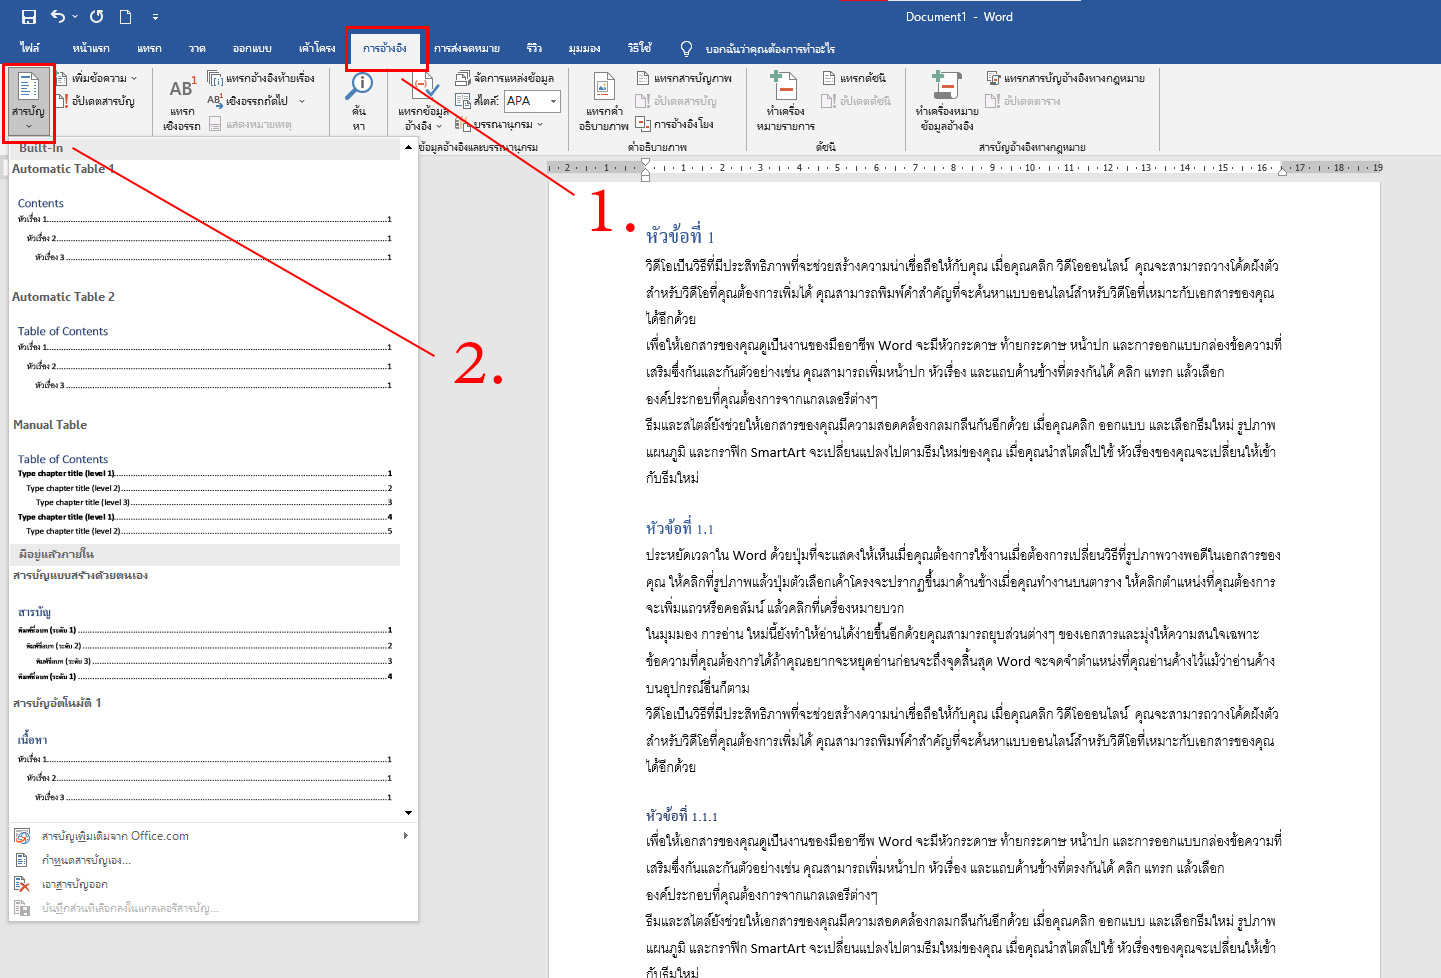 Document1 - Word
ไฟล์ หน้าแรก แทรก วาด ออกแบบ เค้าโครง การอ้างอิง การส่งจดหมาย รีวิว มุมมอง วิธีใช้ บอกฉันว่าคุณต้องการทำอะไร
สารบัญ
เพิ่มข้อความ
อัปเดตสารบัญ
AB1
แทรก
เชิงอรรถ
แทรกอ้างอิงท้ายเรื่อง
เชิงอรรถถัดไป
แสดงหมายเหตุ
ค้น
หา
แทรกข้อมูล
อ้างอิง
จัดการแหล่งข้อมูล
สไตล์: APA
บรรณานุกรม
ข้อมูลอ้างอิงและบรรณานุกรม
แทรกคำ
อธิบายภาพ
แทรกสารบัญภาพ
อัปเดตสารบัญ
การอ้างอิงโยง
คำอธิบายภาพ
ทำเครื่อง
หมายรายการ
แทรกดัชนี
อัปเดตดัชนี
ดัชนี
ทำเครื่องหมาย
ข้อมูลอ้างอิง
แทรกสารบัญอ้างอิงทางกฎหมาย
อัปเดตตาราง
สารบัญอ้างอิงทางกฎหมาย
1.
2.
Built-In
Automatic Table 1
Contents
หัวเรื่อง 1...1
หัวเรื่อง 2...1
หัวเรื่อง 3...1
Automatic Table 2
Table of Contents
หัวเรื่อง 1...1
หัวเรื่อง 2...1
หัวเรื่อง 3...1
Manual Table
Table of Contents
Type chapter title (level 1)...1
Type chapter title (level 2)...2
Type chapter title (level 3)...3
Type chapter title (level 1)...4
Type chapter title (level 2)...5
มีอยู่แล้วภายใน
สารบัญแบบสร้างด้วยตนเอง
สารบัญ
พิมพ์ชื่อบท (ระดับ 1)...1
พิมพ์ชื่อบท (ระดับ 2)...2
พิมพ์ชื่อบท (ระดับ 3)...3
พิมพ์ชื่อบท (ระดับ 1)...4
สารบัญอัตโนมัติ 1
เนื้อหา
หัวเรื่อง 1...1
หัวเรื่อง 2...1
หัวเรื่อง 3...1
สารบัญเพิ่มเติมจาก Office.com
กำหนดสารบัญเอง...
เอาสารบัญออก
บันทึกส่วนที่เลือกลงในแกลเลอรีสารบัญ...
2 1 1 2 3 4 5 6 7 8 9 10 11 12 13 14 15 16 17 18 19
หัวข้อที่ 1
วิดีโอเป็นวิธีที่มีประสิทธิภาพที่จะช่วยสร้างความน่าเชื่อถือให้กับคุณ เมื่อคุณคลิก วิดีโอออนไลน์ คุณจะสามารถวางโค้ดฝังตัว
สำหรับวิดีโอที่คุณต้องการเพิ่มได้ คุณสามารถพิมพ์คำสำคัญที่จะค้นหาแบบออนไลน์สำหรับวิดีโอที่เหมาะกับเอกสารของคุณ
ได้อีกด้วย
เพื่อให้เอกสารของคุณดูเป็นงานของมืออาชีพ Word จะมีหัวกระดาษ ท้ายกระดาษ หน้าปก และการออกแบบกล่องข้อความที่
เสริมซึ่งกันและกันตัวอย่างเช่น คุณสามารถเพิ่มหน้าปก หัวเรื่อง และแถบด้านข้างที่ตรงกันได้ คลิก แทรก แล้วเลือก
องค์ประกอบที่คุณต้องการจากแกลเลอรีต่างๆ
ธีมและสไตล์ยังช่วยให้เอกสารของคุณมีความสอดคล้องกลมกลืนกันอีกด้วย เมื่อคุณคลิก ออกแบบ และเลือกธีมใหม่ รูปภาพ
แผนภูมิ และกราฟิก SmartArt จะเปลี่ยนแปลงไปตามธีมใหม่ของคุณ เมื่อคุณนำสไตล์ไปใช้ หัวเรื่องของคุณจะเปลี่ยนให้เข้า
กับธีมใหม่
หัวข้อที่ 1.1
ประหยัดเวลาใน Word ด้วยปุ่มที่จะแสดงให้เห็นเมื่อคุณต้องการใช้งานเมื่อต้องการเปลี่ยนวิธีที่รูปภาพวางพอดีในเอกสารของ
คุณ ให้คลิกที่รูปภาพแล้วปุ่มตัวเลือกเค้าโครงจะปรากฏขึ้นมาด้านข้างเมื่อคุณทำงานบนตาราง ให้คลิกตำแหน่งที่คุณต้องการ
จะเพิ่มแถวหรือคอลัมน์ แล้วคลิกที่เครื่องหมายบวก
ในมุมมอง การอ่าน ใหม่นี้ยังทำให้อ่านได้ง่ายขึ้นอีกด้วยคุณสามารถยุบส่วนต่างๆ ของเอกสารและมุ่งให้ความสนใจเฉพาะ
ข้อความที่คุณต้องการได้ถ้าคุณอยากจะหยุดอ่านก่อนจะถึงจุดสิ้นสุด Word จะจดจำตำแหน่งที่คุณอ่านค้างไว้แม้ว่าอ่านค้าง
บนอุปกรณ์อื่นก็ตาม
วิดีโอเป็นวิธีที่มีประสิทธิภาพที่จะช่วยสร้างความน่าเชื่อถือให้กับคุณ เมื่อคุณคลิก วิดีโอออนไลน์ คุณจะสามารถวางโค้ดฝังตัว
สำหรับวิดีโอที่คุณต้องการเพิ่มได้ คุณสามารถพิมพ์คำสำคัญที่จะค้นหาแบบออนไลน์สำหรับวิดีโอที่เหมาะกับเอกสารของคุณ
ได้อีกด้วย
หัวข้อที่ 1.1.1
เพื่อให้เอกสารของคุณดูเป็นงานของมืออาชีพ Word จะมีหัวกระดาษ ท้ายกระดาษ หน้าปก และการออกแบบกล่องข้อความที่
เสริมซึ่งกันและกันตัวอย่างเช่น คุณสามารถเพิ่มหน้าปก หัวเรื่อง และแถบด้านข้างที่ตรงกันได้ คลิก แทรก แล้วเลือก
องค์ประกอบที่คุณต้องการจากแกลเลอรีต่างๆ
ธีมและสไตล์ยังช่วยให้เอกสารของคุณมีความสอดคล้องกลมกลืนกันอีกด้วย เมื่อคุณคลิก ออกแบบ และเลือกธีมใหม่ รูปภาพ
แผนภูมิ และกราฟิก SmartArt จะเปลี่ยนแปลงไปตามธีมใหม่ของคุณ เมื่อคุณนำสไตล์ไปใช้ หัวเรื่องของคุณจะเปลี่ยนให้เข้า
กับธีมใหม่